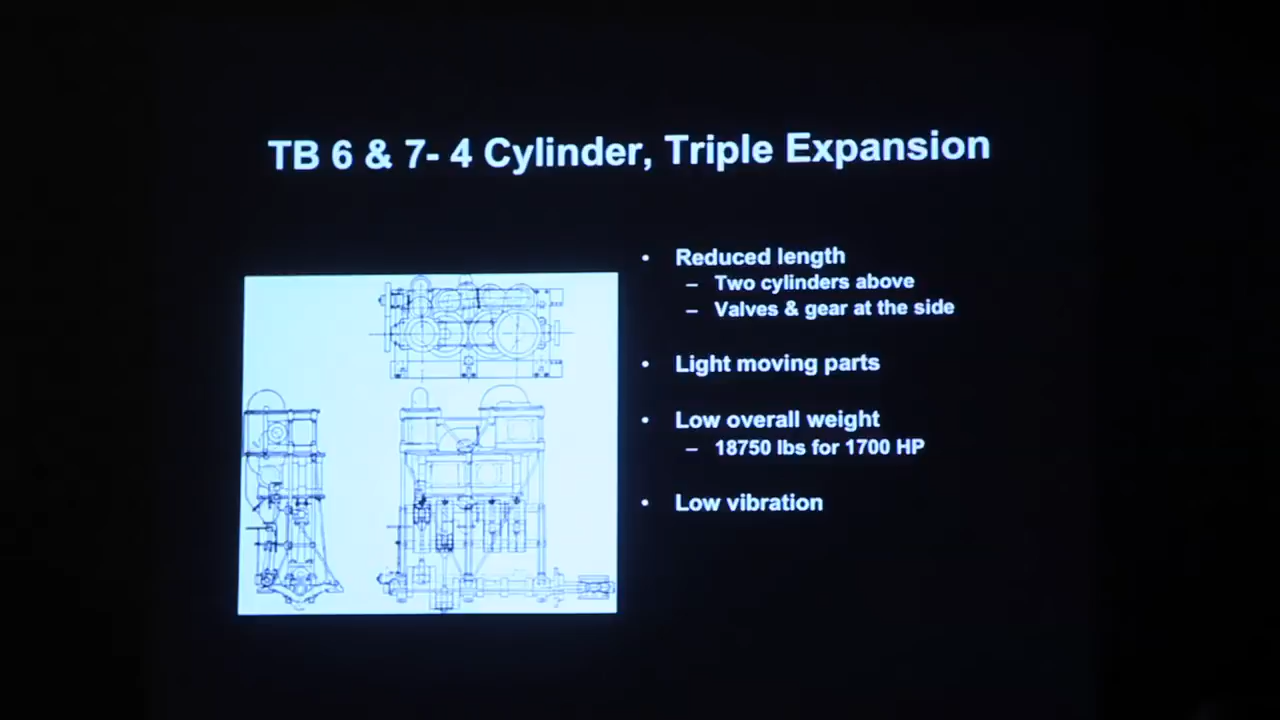 TB 6 & 7- 4 Cylinder, Triple Expansion
• Reduced length
– Two cylinders above
– Valves & gear at the side
• Light moving parts
• Low overall weight
– 18750 lbs for 1700 HP
• Low vibration